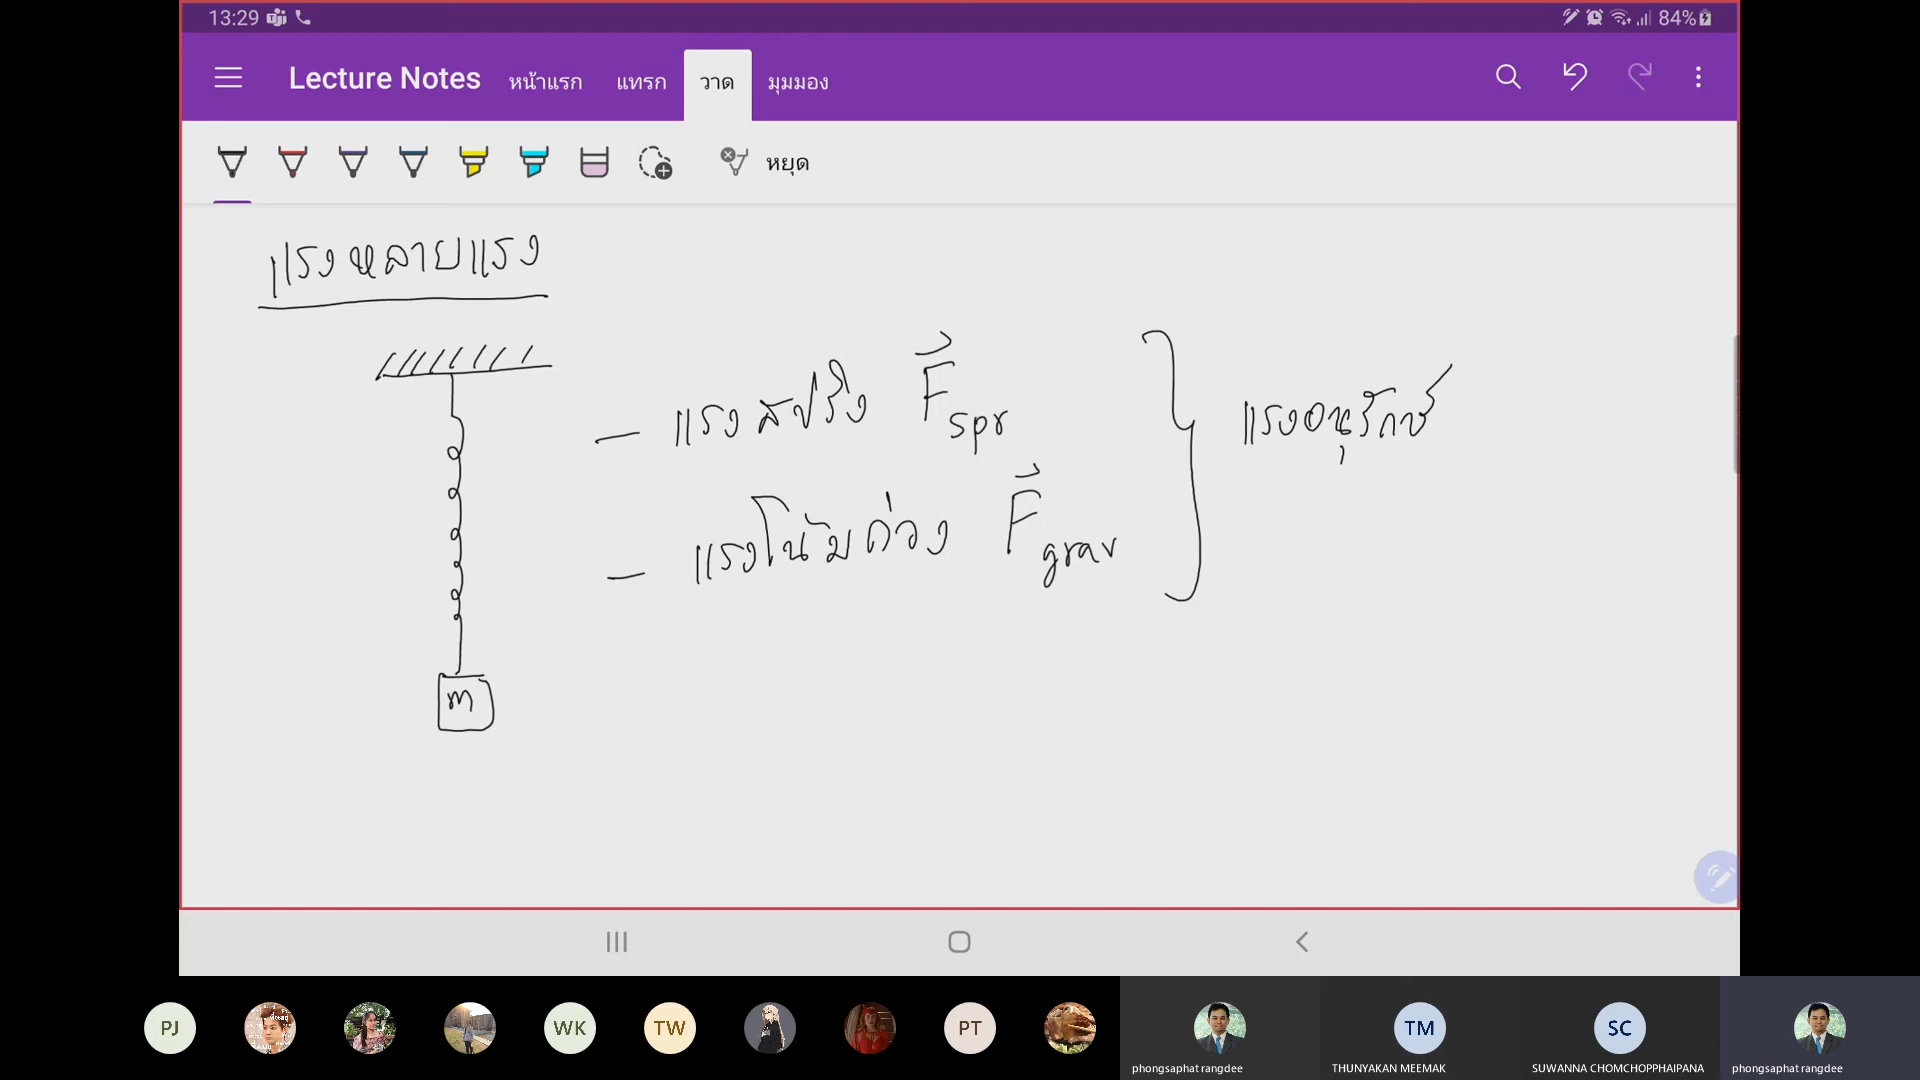 13:29
84%
Lecture Notes หน้าแรก แทรก วาด มุมมอง
หยุด
แรงหลายแรง
– แรงสปริง F spr
แรงอนุรักษ์
– แรงโน้มถ่วง F grav
m
PJ WK TW PT TM SC
phongsaphat rangdee THUNYAKAN MEEMAK SUWANNA CHOMCHOPPHAIPANA phongsaphat rangdee